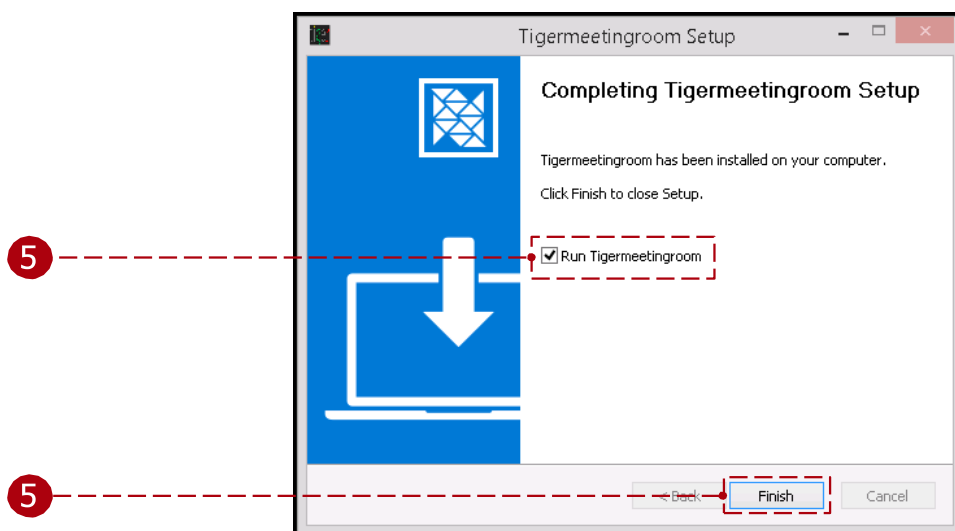 Tigermeetingroom Setup
Completing Tigermeetingroom Setup
Tigermeetingroom has been installed on your computer.
Click Finish to close Setup.
5
Run Tigermeetingroom
5
< Back
Finish
Cancel